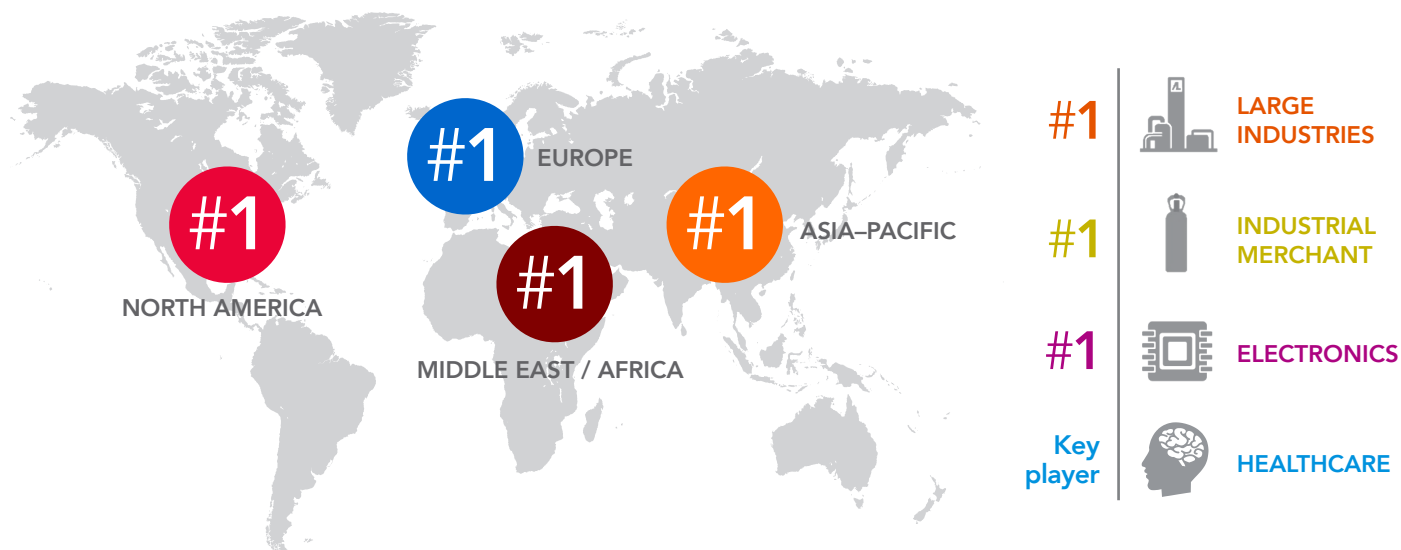 #1
EUROPE
#1
NORTH AMERICA
#1
MIDDLE EAST / AFRICA
#1
ASIA–PACIFIC
#1
LARGE
INDUSTRIES
#1
INDUSTRIAL
MERCHANT
#1
ELECTRONICS
Key
player
HEALTHCARE